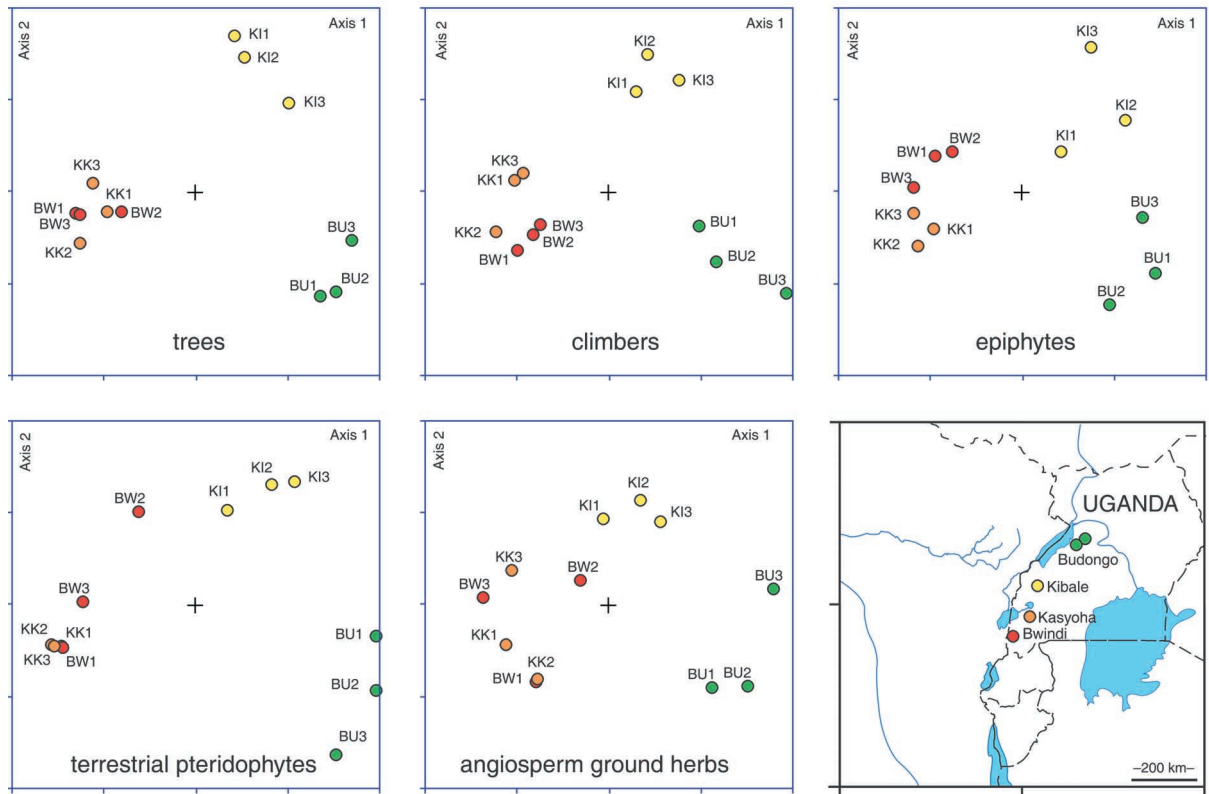 Axis 2
Axis 1
KI1
KI2
KI3
KK3
BW1
KK1
BW2
BW3
KK2
BU3
BU1
BU2
trees
Axis 2
Axis 1
KI2
KI1
KI3
KK3
KK1
KK2
BW3
BW2
BW1
BU1
BU2
BU3
climbers
Axis 2
Axis 1
KI3
KI2
KI1
BW1
BW2
BW3
KK3
KK1
KK2
BU3
BU1
BU2
epiphytes
Axis 2
Axis 1
KI2
KI3
KI1
BW2
BW3
KK2
KK1
KK3
BW1
BU1
BU2
BU3
terrestrial pteridophytes
Axis 2
Axis 1
KI2
KI1
KI3
KK3
BW2
BW3
BU3
KK1
KK2
BW1
BU1
BU2
angiosperm ground herbs
UGANDA
Budongo
Kibale
Kasyoha
Bwindi
–200 km–